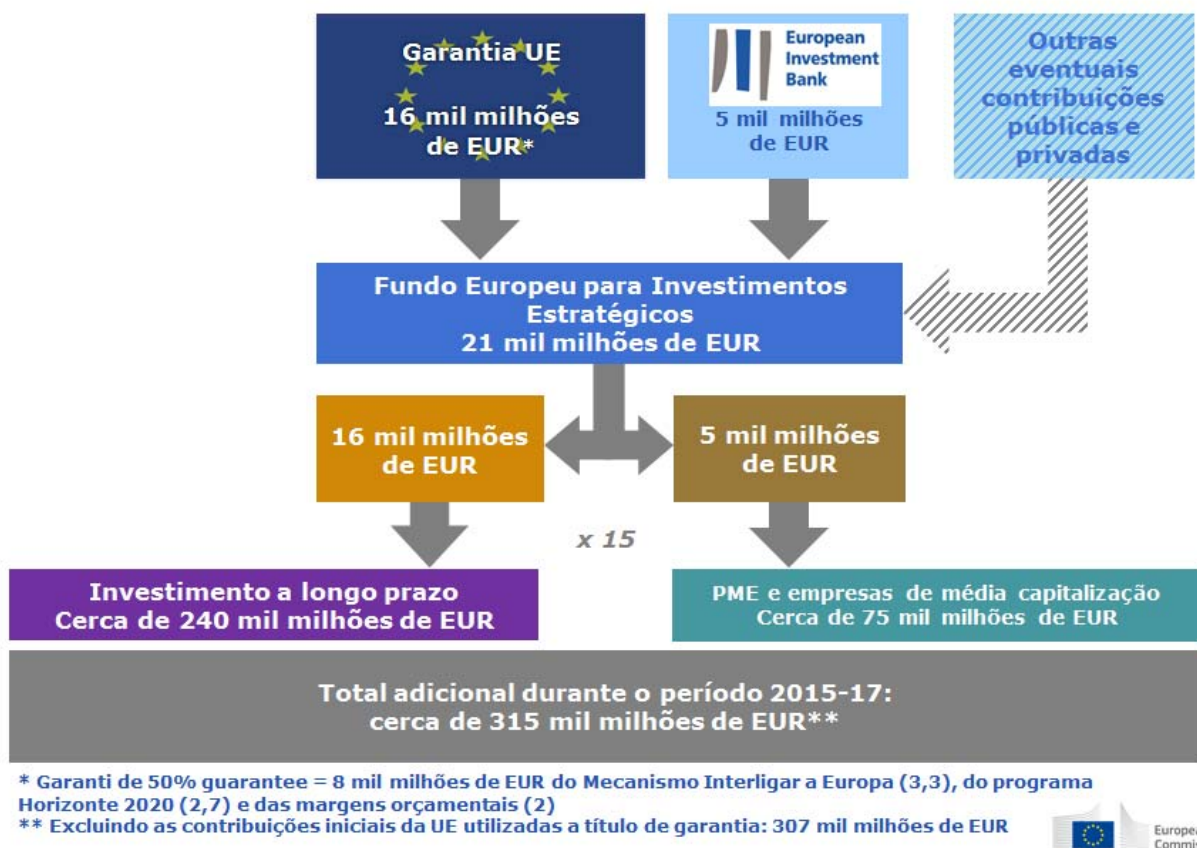 Garantia UE
16 mil milhões
de EUR*
European
Investment
Bank
5 mil milhões
de EUR
Outras
eventuais
contribuições
públicas e
privadas
Fundo Europeu para Investimentos
Estratégicos
21 mil milhões de EUR
16 mil milhões
de EUR
5 mil milhões
de EUR
x 15
Investimento a longo prazo
Cerca de 240 mil milhões de EUR
PME e empresas de média capitalização
Cerca de 75 mil milhões de EUR
Total adicional durante o período 2015-17:
cerca de 315 mil milhões de EUR**
* Garanti de 50% guarantee = 8 mil milhões de EUR do Mecanismo Interligar a Europa (3,3), do programa
Horizonte 2020 (2,7) e das margens orçamentais (2)
** Excluindo as contribuições iniciais da UE utilizadas a título de garantia: 307 mil milhões de EUR